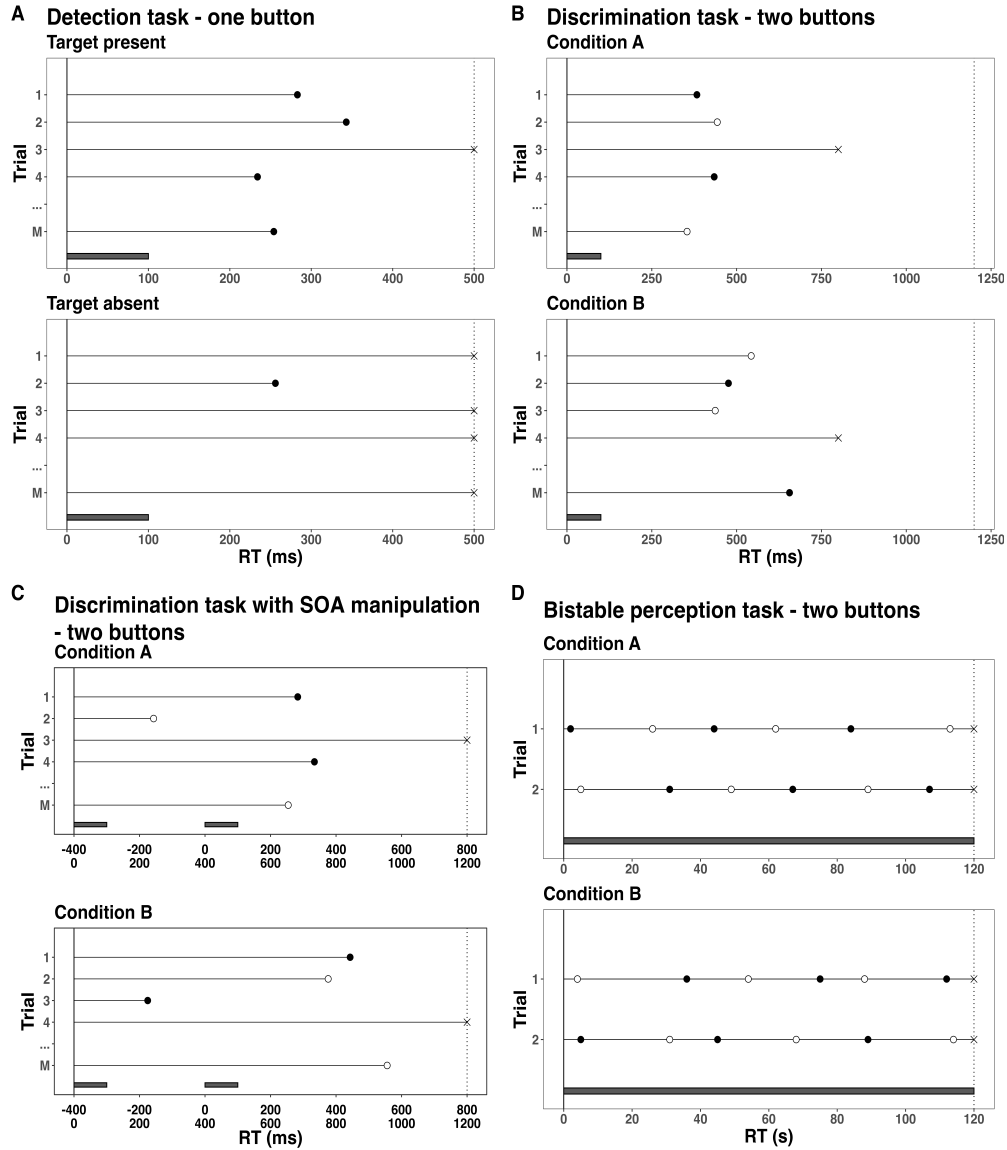 A Detection task - one button
Target present
Trial
1
2
3
4
...
M
0 100 200 300 400 500
Target absent
Trial
1
2
3
4
...
M
0 100 200 300 400 500
RT (ms)
B Discrimination task - two buttons
Condition A
Trial
1
2
3
4
...
M
0 250 500 750 1000 1250
Condition B
Trial
1
2
3
4
...
M
0 250 500 750 1000 1250
RT (ms)
C Discrimination task with SOA manipulation
- two buttons
Condition A
Trial
1
2
3
4
...
M
-400 -200 0 200 400 600 800
0 200 400 600 800 1000 1200
Condition B
Trial
1
2
3
4
...
M
-400 -200 0 200 400 600 800
0 200 400 600 800 1000 1200
RT (ms)
D Bistable perception task - two buttons
Condition A
Trial
1
2
0 20 40 60 80 100 120
Condition B
Trial
1
2
0 20 40 60 80 100 120
RT (s)